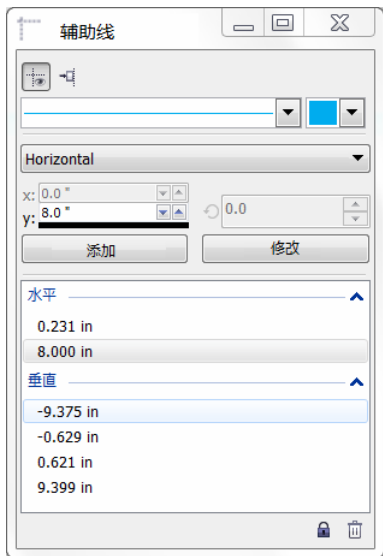 辅助线
Horizontal
x: 0.0 "
y: 8.0 "
0.0
添加
修改
水平
0.231 in
8.000 in
垂直
-9.375 in
-0.629 in
0.621 in
9.399 in